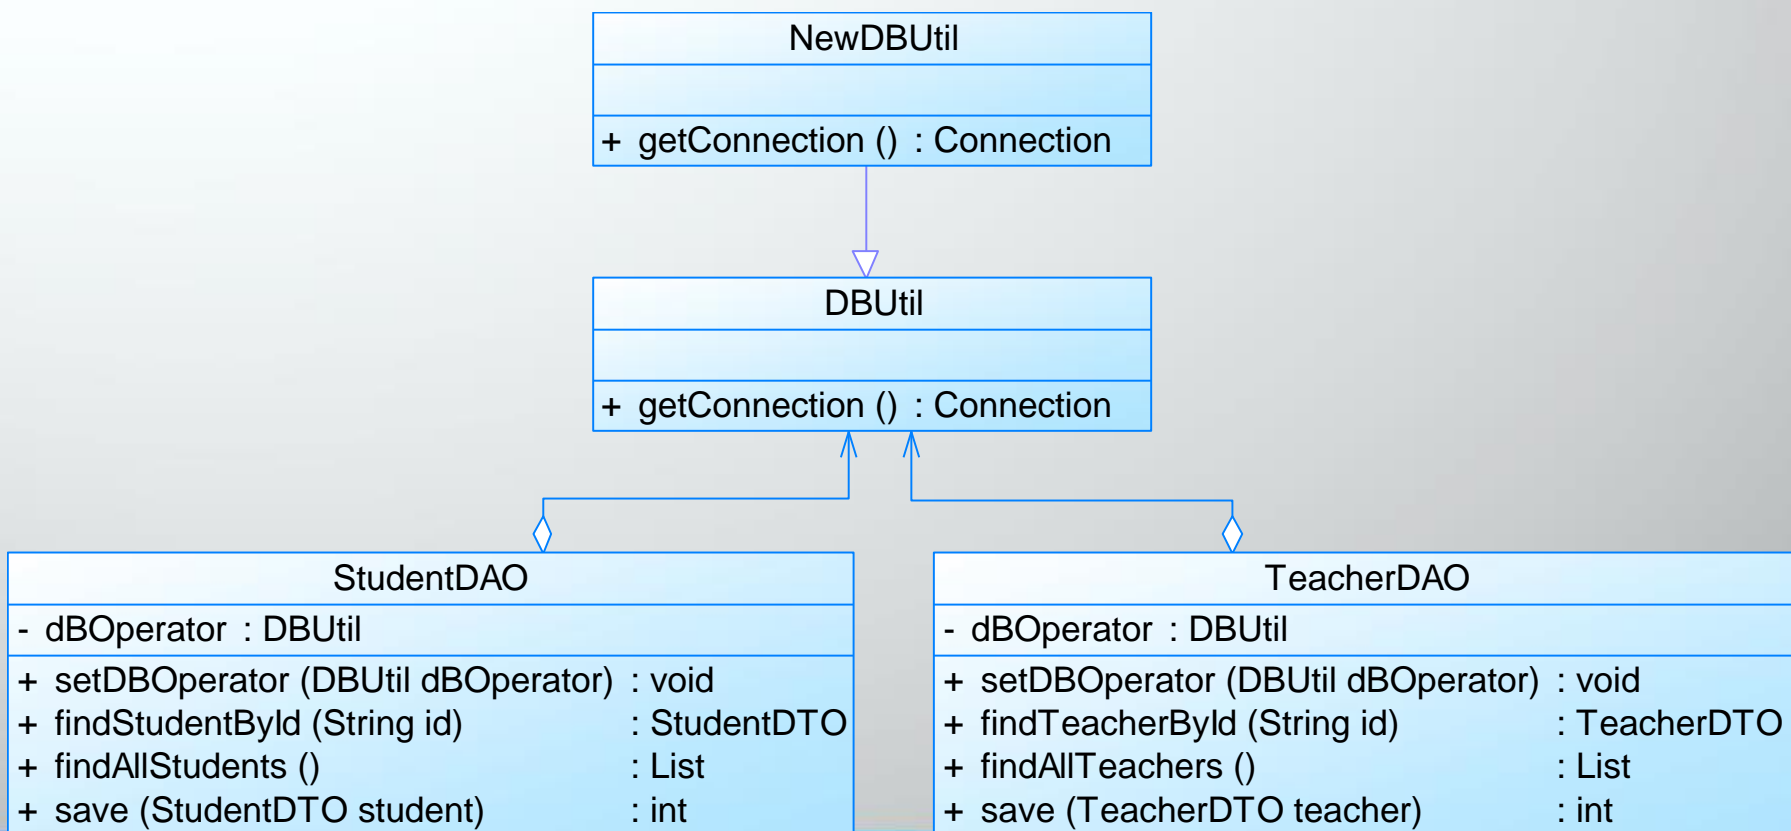 NewDBUtil
+ getConnection () : Connection
DBUtil
+ getConnection () : Connection
StudentDAO
- dBOperator : DBUtil
+ setDBOperator (DBUtil dBOperator) : void
+ findStudentById (String id) : StudentDTO
+ findAllStudents () : List
+ save (StudentDTO student) : int
TeacherDAO
- dBOperator : DBUtil
+ setDBOperator (DBUtil dBOperator) : void
+ findTeacherById (String id) : TeacherDTO
+ findAllTeachers () : List
+ save (TeacherDTO teacher) : int